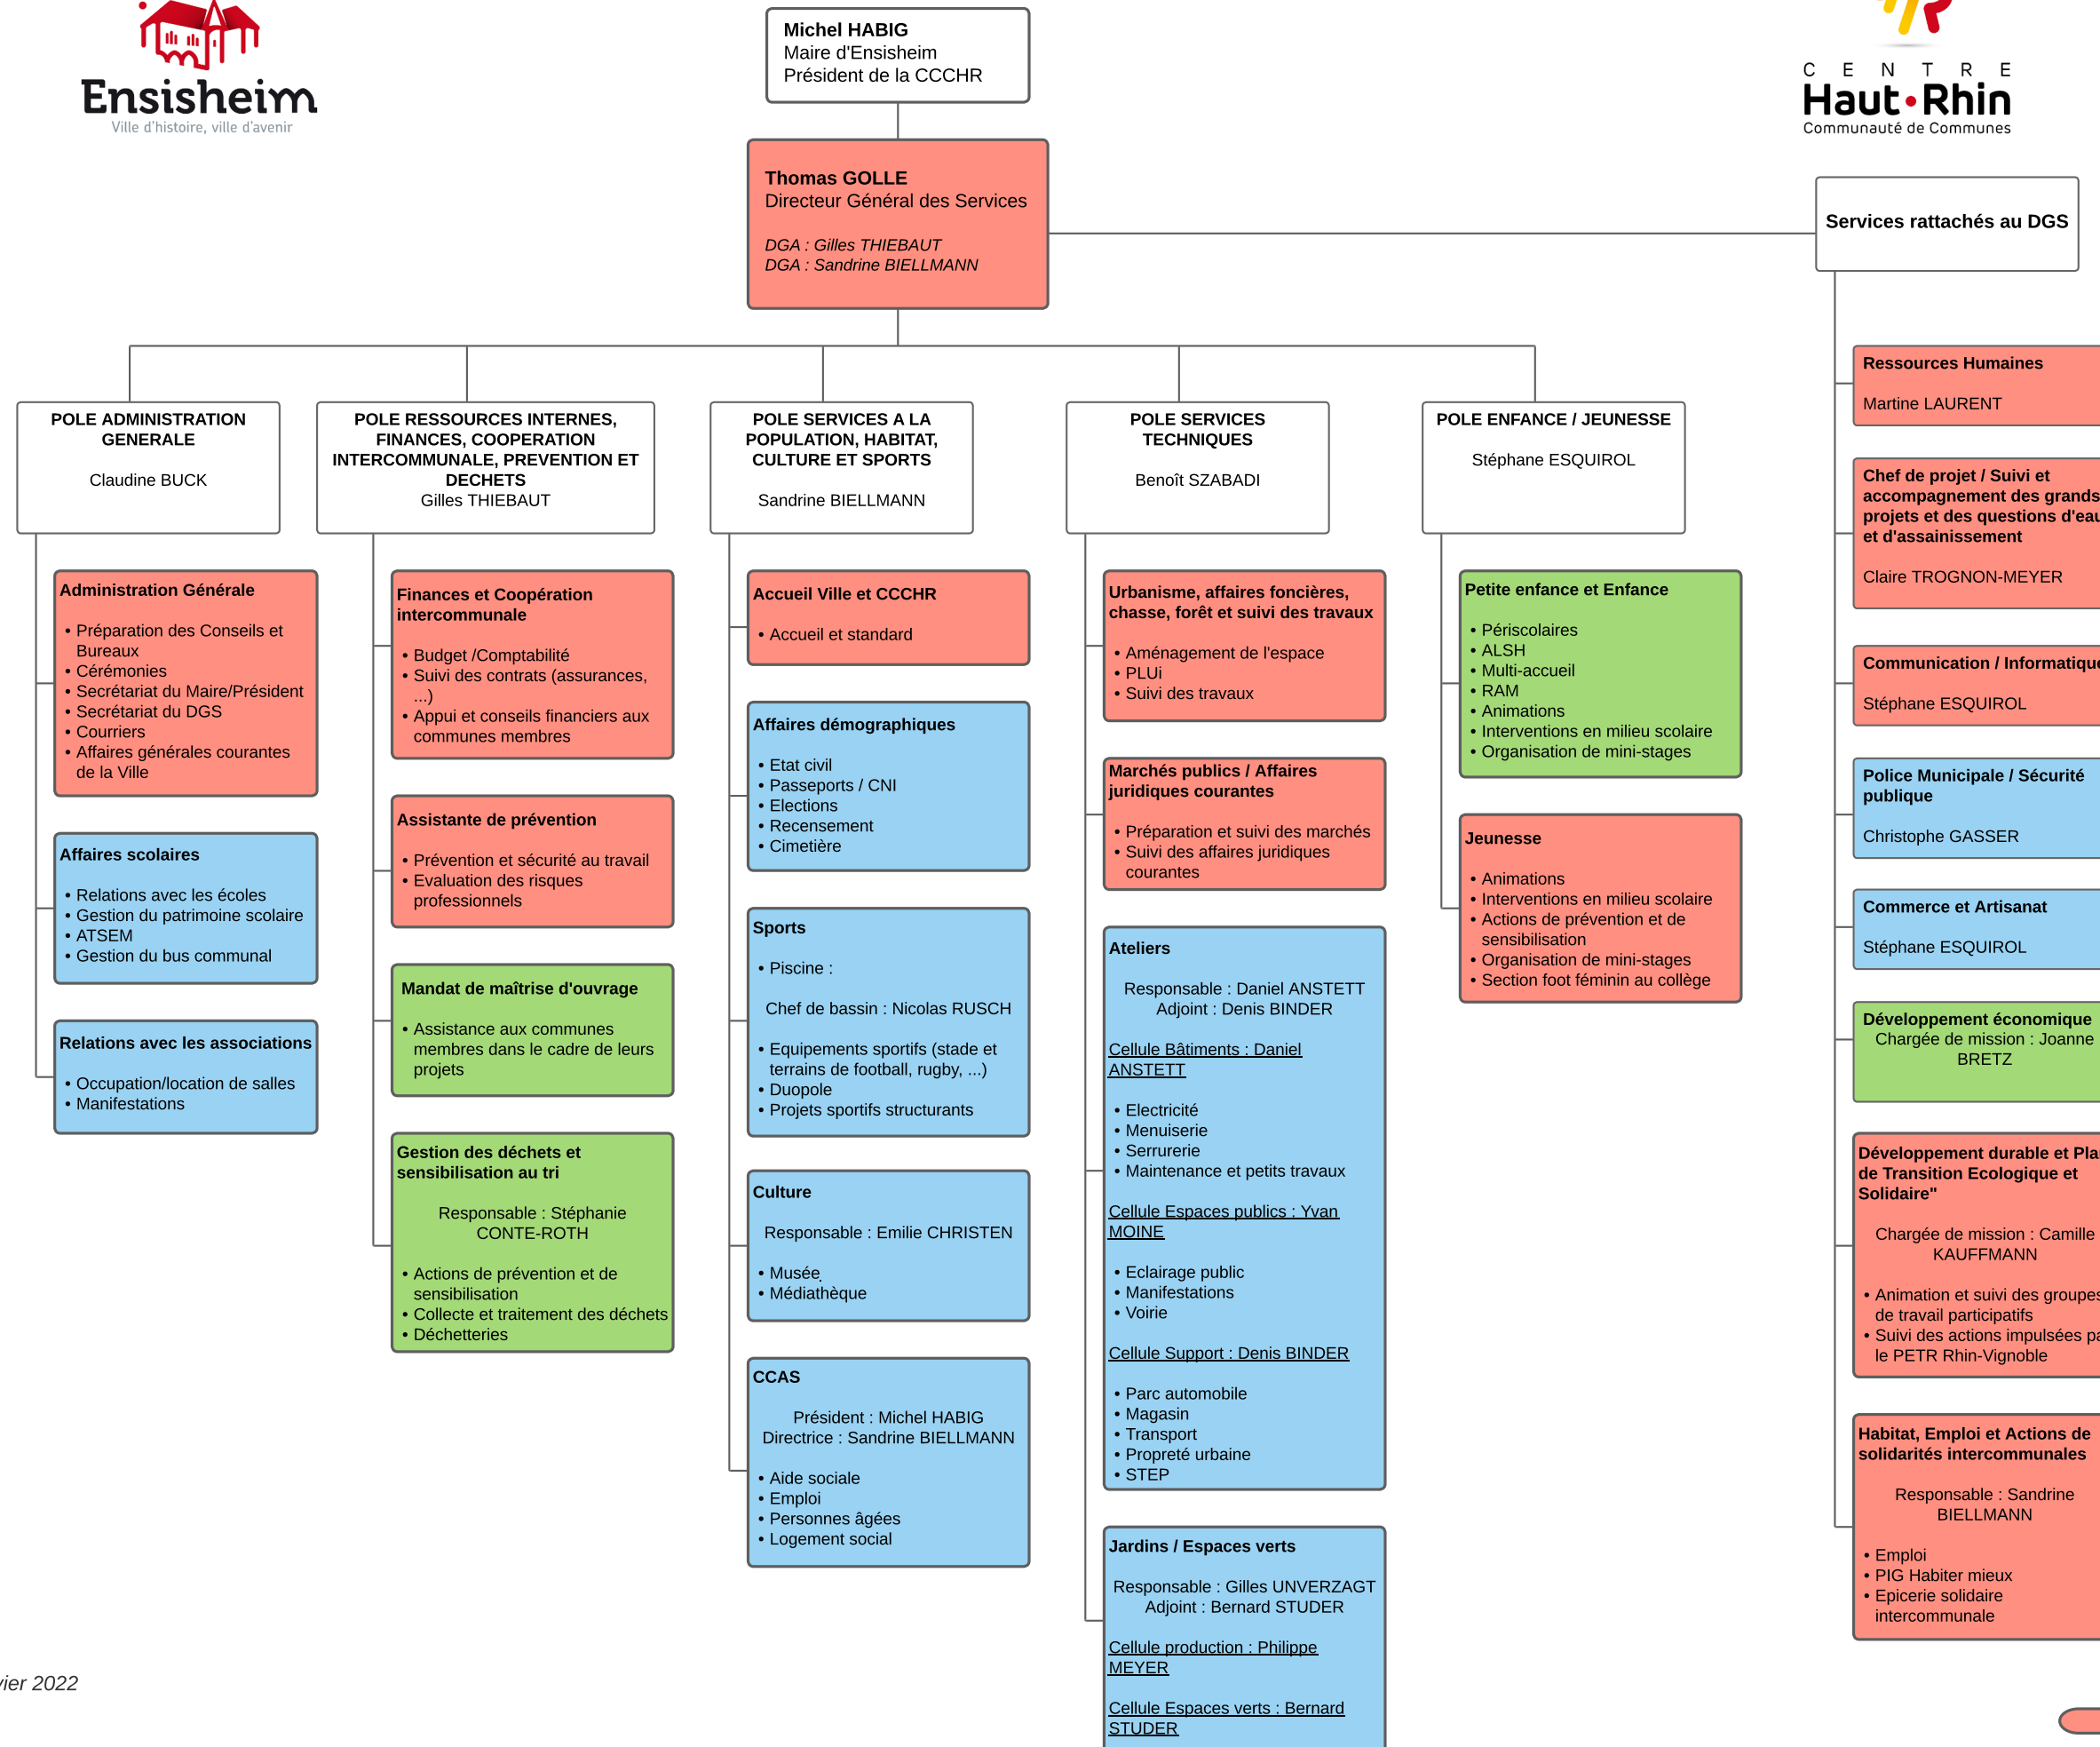 Ensisheim
Ville d'histoire, ville d'avenir
Michel HABIG
Maire d'Ensisheim
Président de la CCCHR
CENTRE
Haut•Rhin
Communauté de Communes
Thomas GOLLE
Directeur Général des Services
DGA : Gilles THIEBAUT
DGA : Sandrine BIELLMANN
Services rattachés au DGS
POLE ADMINISTRATION
GENERALE
Claudine BUCK
Administration Générale
• Préparation des Conseils et
Bureaux
• Cérémonies
• Secrétariat du Maire/Président
• Secrétariat du DGS
• Courriers
• Affaires générales courantes
de la Ville
Affaires scolaires
• Relations avec les écoles
• Gestion du patrimoine scolaire
• ATSEM
• Gestion du bus communal
Relations avec les associations
• Occupation/location de salles
• Manifestations
POLE RESSOURCES INTERNES,
FINANCES, COOPERATION
INTERCOMMUNALE, PREVENTION ET
DECHETS
Gilles THIEBAUT
Finances et Coopération
intercommunale
• Budget /Comptabilité
• Suivi des contrats (assurances,
...)
• Appui et conseils financiers aux
communes membres
Assistante de prévention
• Prévention et sécurité au travail
• Evaluation des risques
professionnels
Mandat de maîtrise d'ouvrage
• Assistance aux communes
membres dans le cadre de leurs
projets
Gestion des déchets et
sensibilisation au tri
Responsable : Stéphanie
CONTE-ROTH
• Actions de prévention et de
sensibilisation
• Collecte et traitement des déchets
• Déchetteries
POLE SERVICES A LA
POPULATION, HABITAT,
CULTURE ET SPORTS
Sandrine BIELLMANN
Accueil Ville et CCCHR
• Accueil et standard
Affaires démographiques
• Etat civil
• Passeports / CNI
• Elections
• Recensement
• Cimetière
Sports
• Piscine :
Chef de bassin : Nicolas RUSCH
• Equipements sportifs (stade et
terrains de football, rugby, ...)
• Duopole
• Projets sportifs structurants
Culture
Responsable : Emilie CHRISTEN
• Musée
• Médiathèque
CCAS
Président : Michel HABIG
Directrice : Sandrine BIELLMANN
• Aide sociale
• Emploi
• Personnes âgées
• Logement social
POLE SERVICES
TECHNIQUES
Benoît SZABADI
Urbanisme, affaires foncières,
chasse, forêt et suivi des travaux
• Aménagement de l'espace
• PLUi
• Suivi des travaux
Marchés publics / Affaires
juridiques courantes
• Préparation et suivi des marchés
• Suivi des affaires juridiques
courantes
Ateliers
Responsable : Daniel ANSTETT
Adjoint : Denis BINDER
Cellule Bâtiments : Daniel
ANSTETT
• Electricité
• Menuiserie
• Serrurerie
• Maintenance et petits travaux
Cellule Espaces publics : Yvan
MOINE
• Eclairage public
• Manifestations
• Voirie
Cellule Support : Denis BINDER
• Parc automobile
• Magasin
• Transport
• Propreté urbaine
• STEP
Jardins / Espaces verts
Responsable : Gilles UNVERZAGT
Adjoint : Bernard STUDER
Cellule production : Philippe
MEYER
Cellule Espaces verts : Bernard
STUDER
POLE ENFANCE / JEUNESSE
Stéphane ESQUIROL
Petite enfance et Enfance
• Périscolaires
• ALSH
• Multi-accueil
• RAM
• Animations
• Interventions en milieu scolaire
• Organisation de mini-stages
Jeunesse
• Animations
• Interventions en milieu scolaire
• Actions de prévention et de
sensibilisation
• Organisation de mini-stages
• Section foot féminin au collège
Ressources Humaines
Martine LAURENT
Chef de projet / Suivi et
accompagnement des grands
projets et des questions d'eau
et d'assainissement
Claire TROGNON-MEYER
Communication / Informatique
Stéphane ESQUIROL
Police Municipale / Sécurité
publique
Christophe GASSER
Commerce et Artisanat
Stéphane ESQUIROL
Développement économique
Chargée de mission : Joanne
BRETZ
Développement durable et Pla
de Transition Ecologique et
Solidaire"
Chargée de mission : Camille
KAUFFMANN
• Animation et suivi des groupes
de travail participatifs
• Suivi des actions impulsées pa
le PETR Rhin-Vignoble
Habitat, Emploi et Actions de
solidarités intercommunales
Responsable : Sandrine
BIELLMANN
• Emploi
• PIG Habiter mieux
• Epicerie solidaire
intercommunale
vier 2022